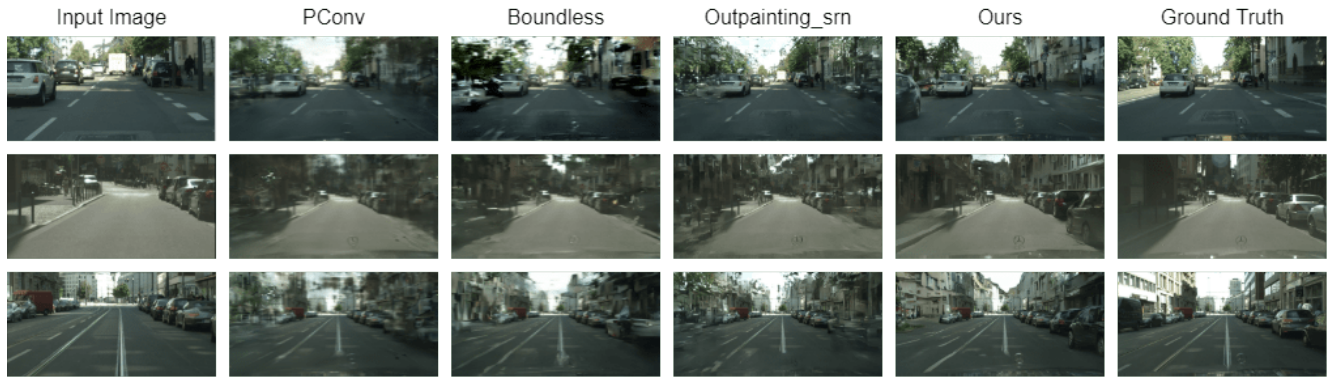 Input Image
PConv
Boundless
Outpainting_srn
Ours
Ground Truth